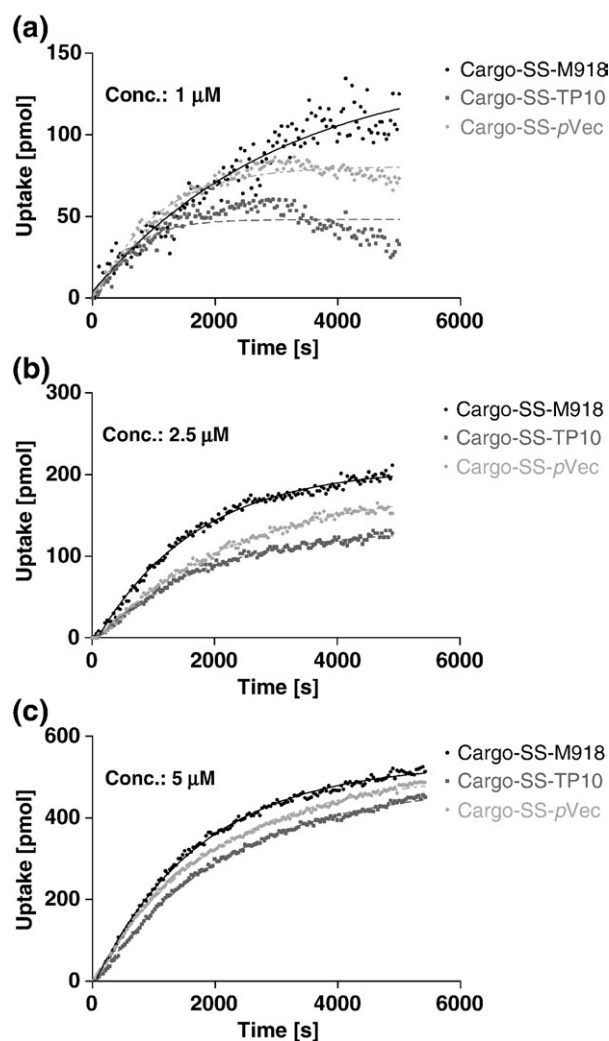 (a)
150
100
50
0
Uptake [pmol]
Conc.: 1 µM
Cargo-SS-M918
Cargo-SS-TP10
Cargo-SS-pVec
0 2000 4000 6000
Time [s]
(b)
300
200
100
0
Uptake [pmol]
Conc.: 2.5 µM
Cargo-SS-M918
Cargo-SS-TP10
Cargo-SS-pVec
0 2000 4000 6000
Time [s]
(c)
600
400
200
0
Uptake [pmol]
Conc.: 5 µM
Cargo-SS-M918
Cargo-SS-TP10
Cargo-SS-pVec
0 2000 4000 6000
Time [s]